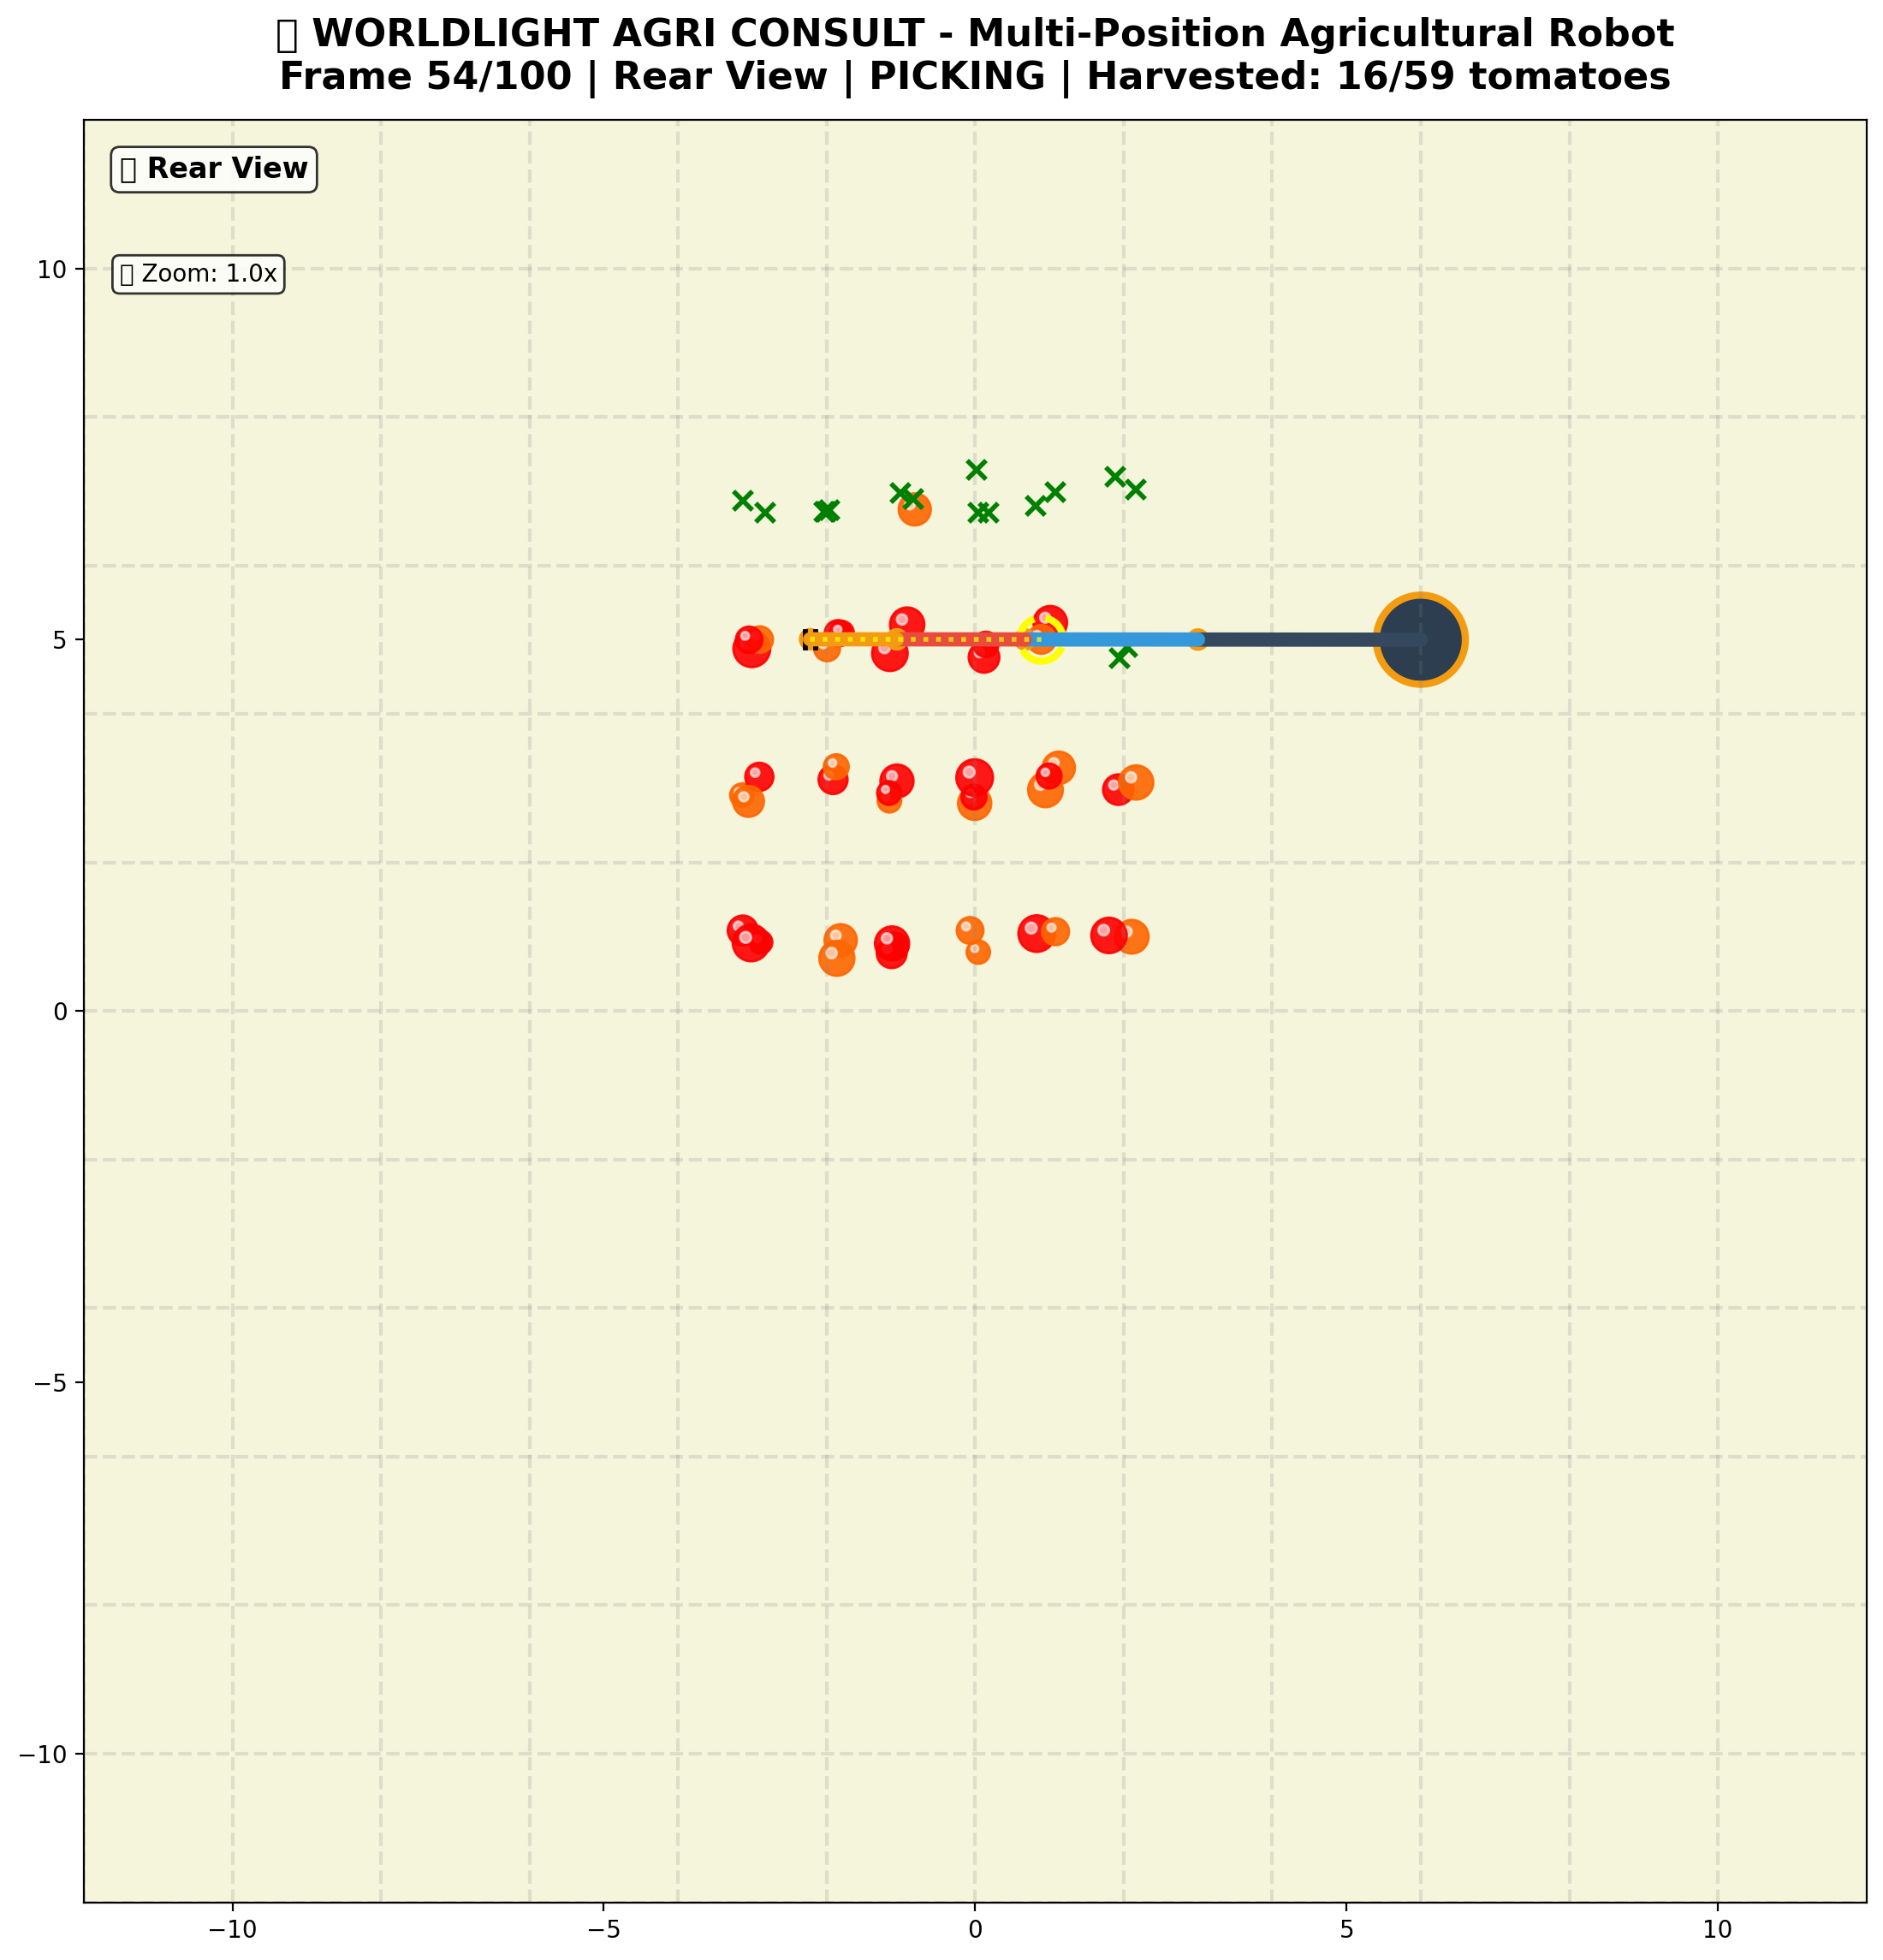 WORLDLIGHT AGRI CONSULT - Multi-Position Agricultural Robot
Frame 54/100 | Rear View | PICKING | Harvested: 16/59 tomatoes
Rear View
Zoom: 1.0x
10
5
0
−5
−10
−10
−5
0
5
10